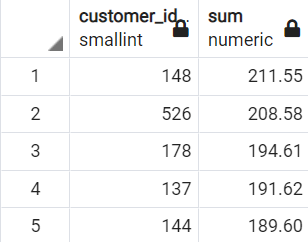 customer_id sum
smallint numeric
1 148 211.55
2 526 208.58
3 178 194.61
4 137 191.62
5 144 189.60